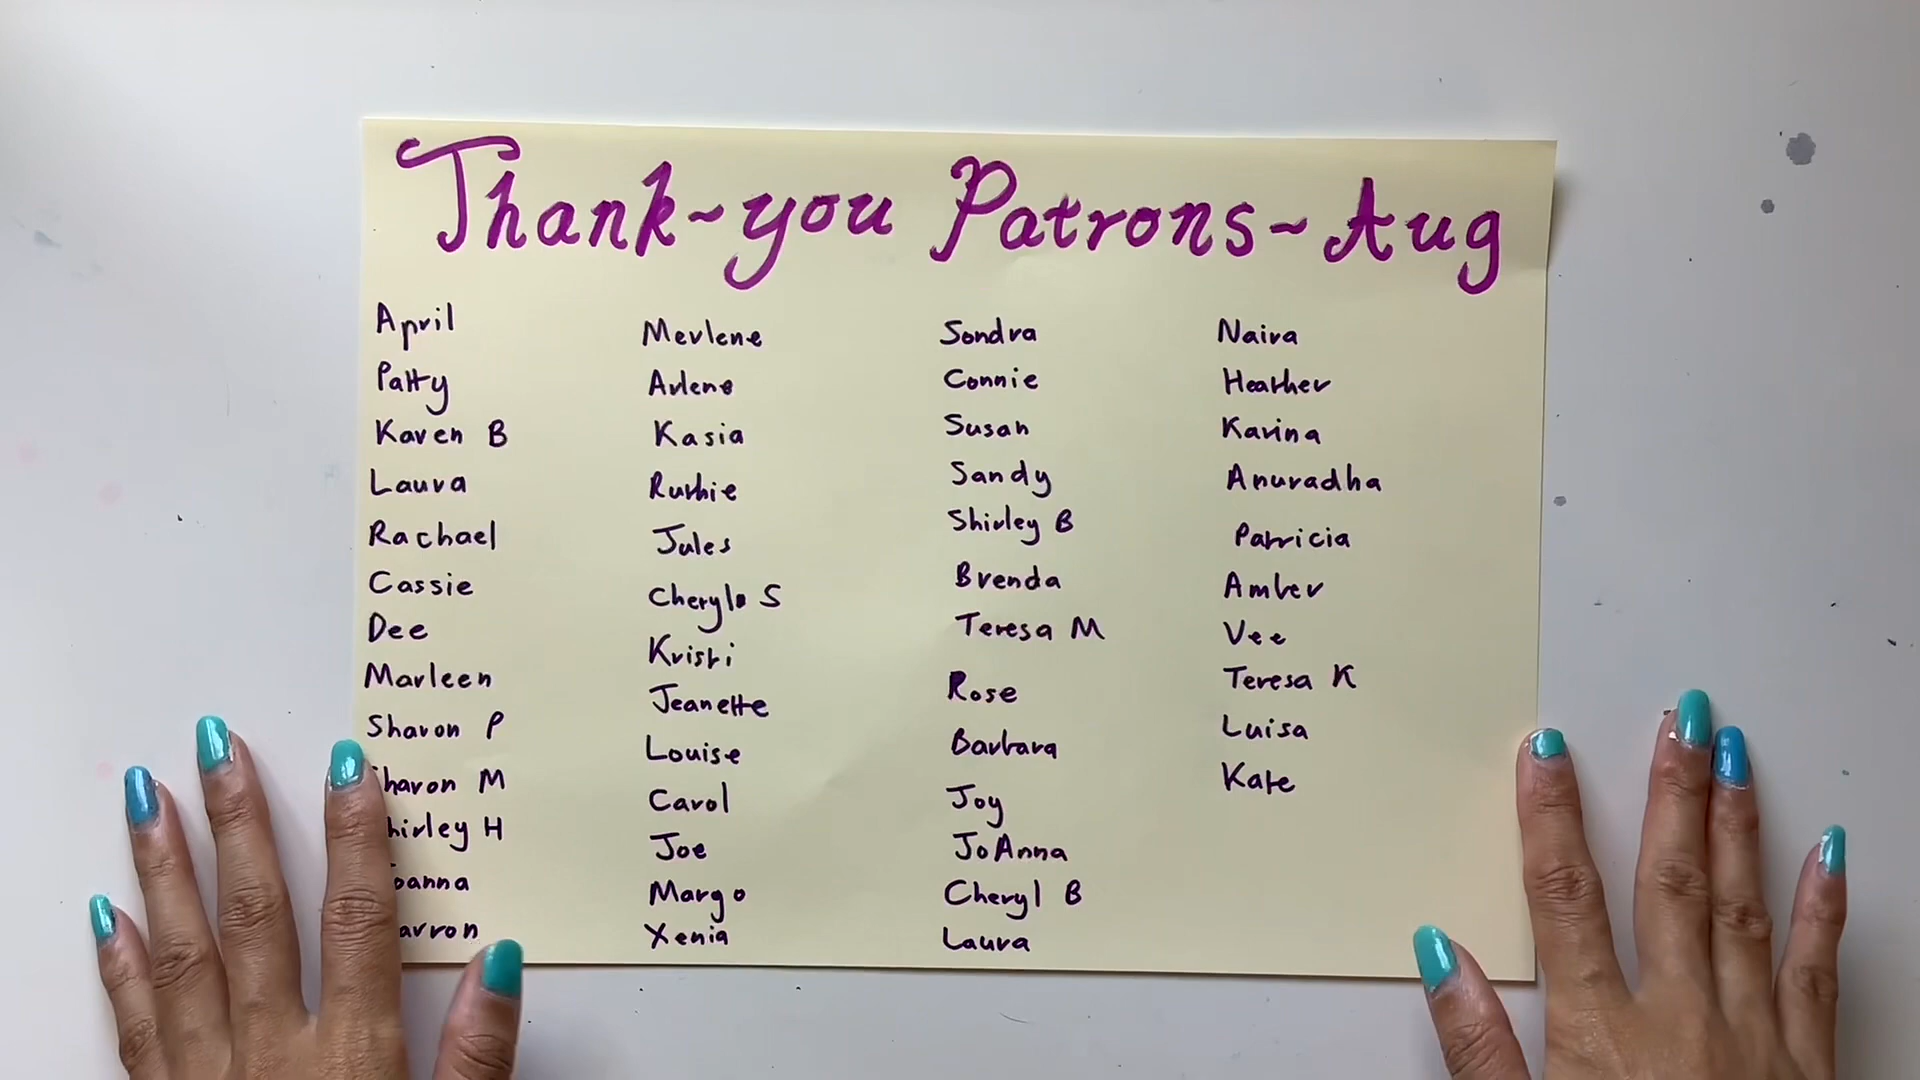 Thank-you Patrons-Aug
April
Patty
Karen B
Laura
Rachael
Cassie
Dee
Marleen
Sharon P
haron M
hirley H
oanna
arron
Merlene
Arlene
Kasia
Ruthie
Jules
Cheryl S
Kristi
Jeanette
Louise
Carol
Joe
Margo
Xenia
Sondra
Connie
Susan
Sandy
Shirley B
Brenda
Teresa M
Rose
Barbara
Joy
JoAnna
Cheryl B
Laura
Naira
Heather
Karina
Anuradha
Patricia
Amber
Vee
Teresa K
Luisa
Kate